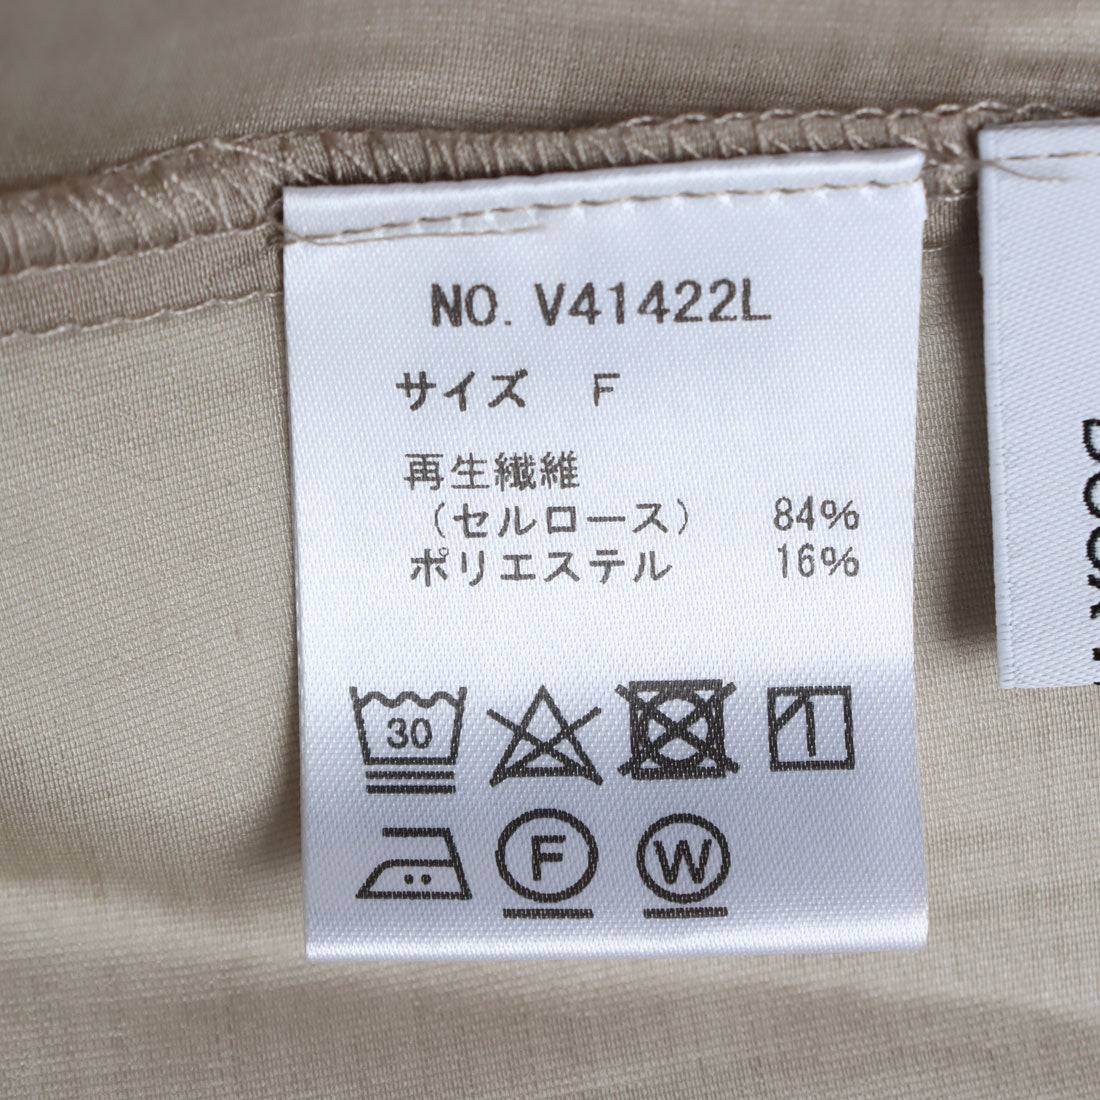 NO. V41422L
サイズ F
再生繊維
（セルロース） 84%
ポリエステル 16%
30
F W